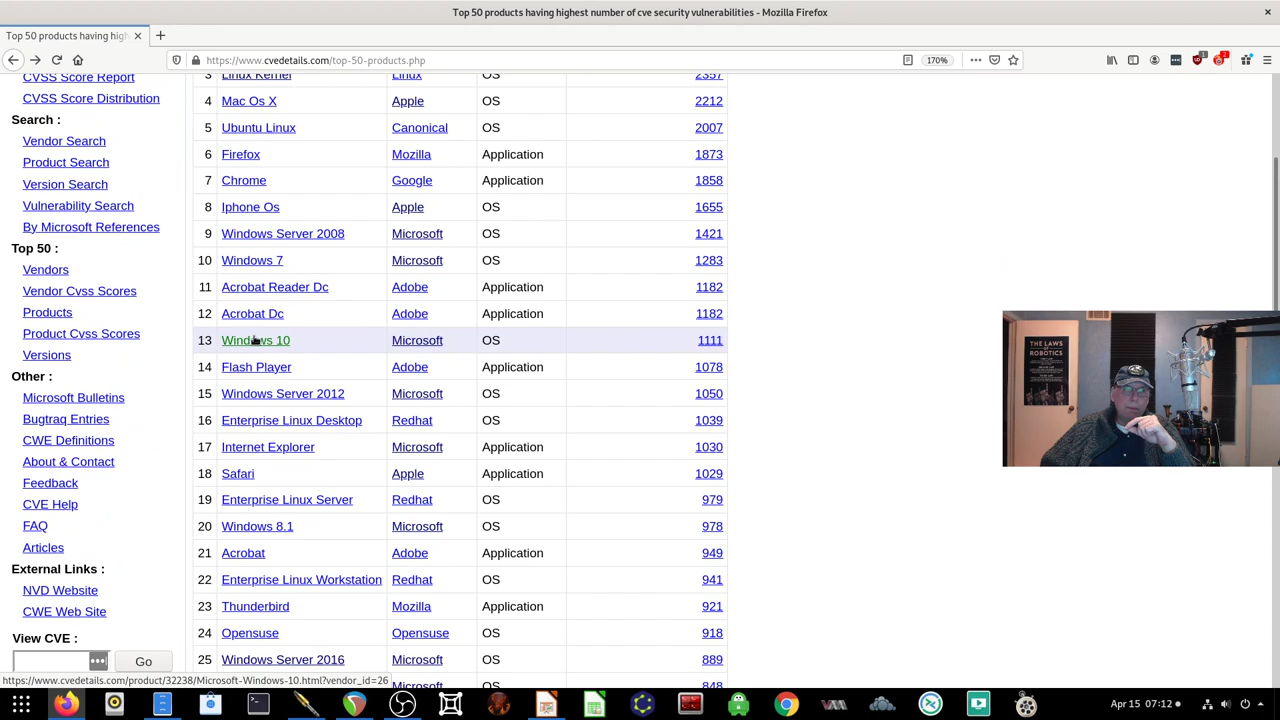 Top 50 products having highest number of cve security vulnerabilities - Mozilla Firefox
Top 50 products having hig
https://www.cvedetails.com/top-50-products.php
170%
CVSS Score Report
CVSS Score Distribution
Search :
Vendor Search
Product Search
Version Search
Vulnerability Search
By Microsoft References
Top 50 :
Vendors
Vendor Cvss Scores
Products
Product Cvss Scores
Versions
Other :
Microsoft Bulletins
Bugtraq Entries
CWE Definitions
About & Contact
Feedback
CVE Help
FAQ
Articles
External Links :
NVD Website
CWE Web Site
View CVE :
Go
3 Linux Kernel Linux OS 2357
4 Mac Os X Apple OS 2212
5 Ubuntu Linux Canonical OS 2007
6 Firefox Mozilla Application 1873
7 Chrome Google Application 1858
8 Iphone Os Apple OS 1655
9 Windows Server 2008 Microsoft OS 1421
10 Windows 7 Microsoft OS 1283
11 Acrobat Reader Dc Adobe Application 1182
12 Acrobat Dc Adobe Application 1182
13 Windows 10 Microsoft OS 1111
14 Flash Player Adobe Application 1078
15 Windows Server 2012 Microsoft OS 1050
16 Enterprise Linux Desktop Redhat OS 1039
17 Internet Explorer Microsoft Application 1030
18 Safari Apple Application 1029
19 Enterprise Linux Server Redhat OS 979
20 Windows 8.1 Microsoft OS 978
21 Acrobat Adobe Application 949
22 Enterprise Linux Workstation Redhat OS 941
23 Thunderbird Mozilla Application 921
24 Opensuse Opensuse OS 918
25 Windows Server 2016 Microsoft OS 889
Microsoft OS 848
THE LAWS
OF
ROBOTICS
https://www.cvedetails.com/product/32238/Microsoft-Windows-10.html?vendor_id=26
Apr 15 07:12